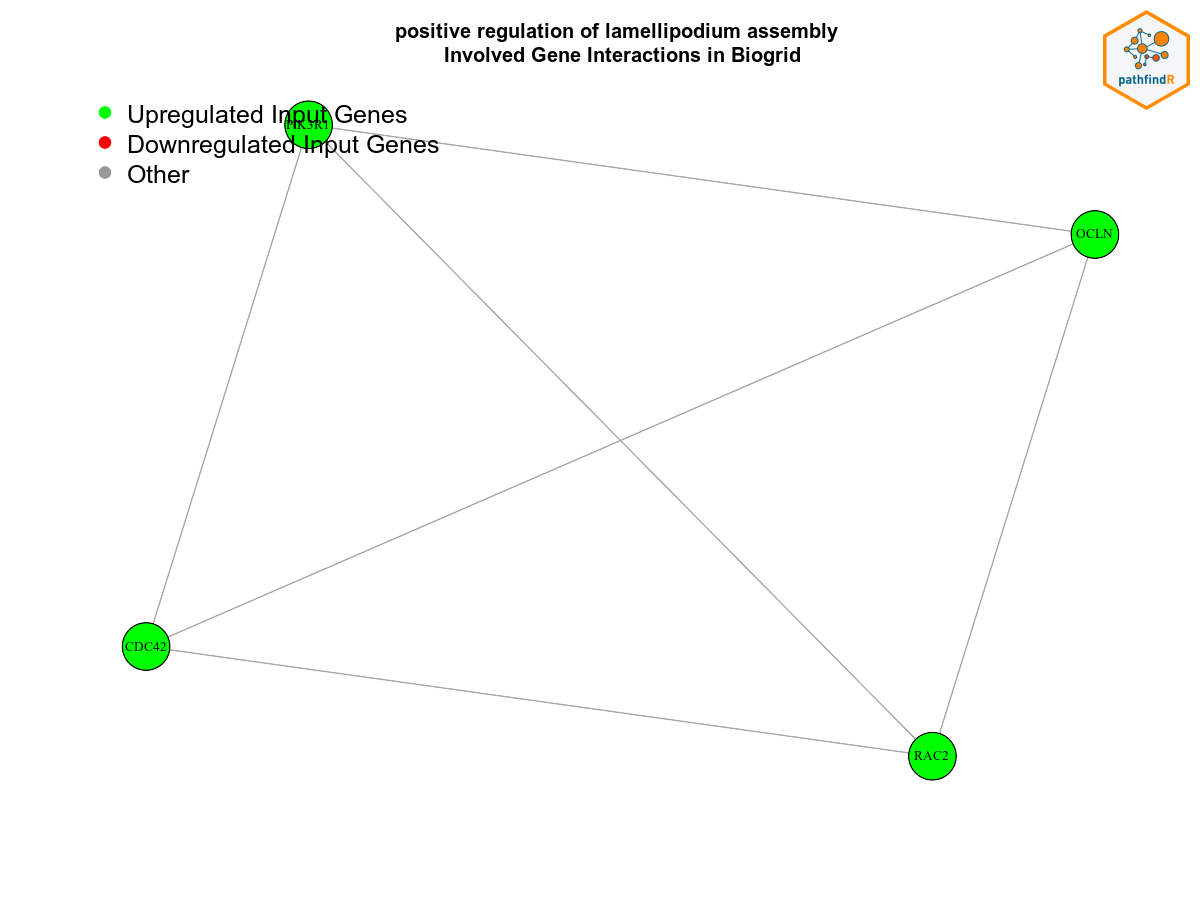 positive regulation of lamellipodium assembly
Involved Gene Interactions in Biogrid
pathfindR
Upregulated Input Genes
PIK3R1
Downregulated Input Genes
Other
OCLN
CDC42
RAC2